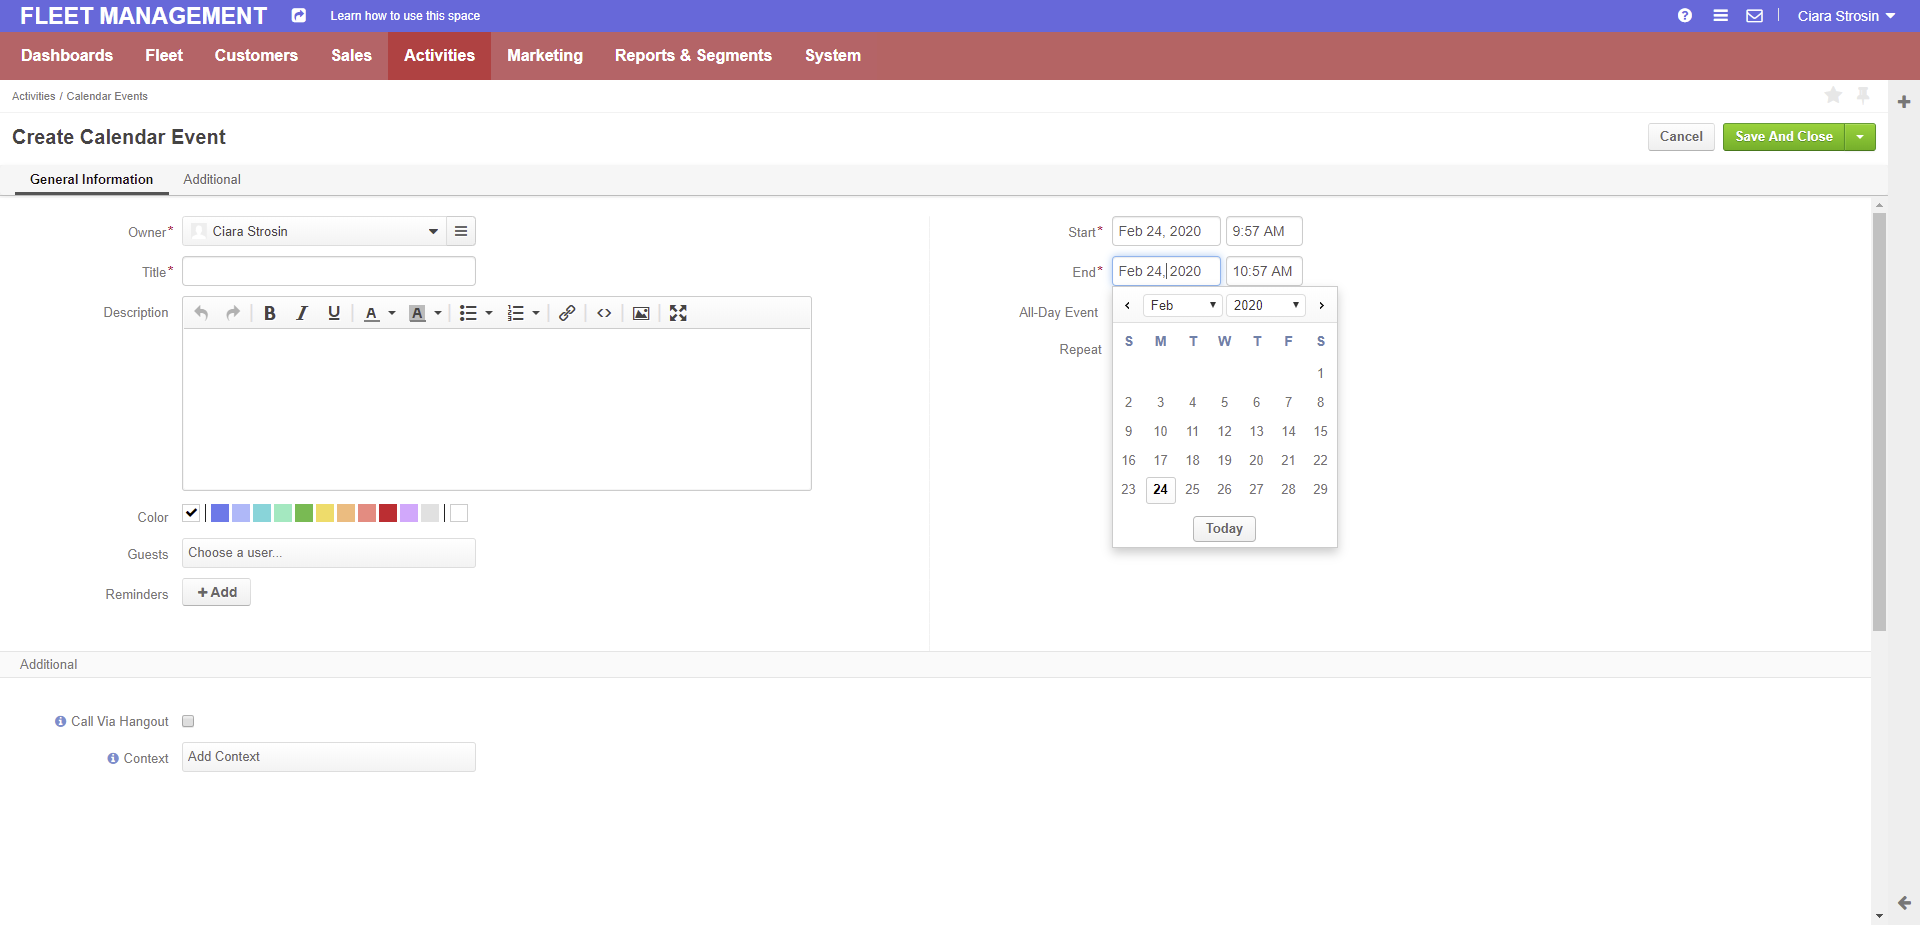 FLEET MANAGEMENT Learn how to use this space Ciara Strosin
Dashboards Fleet Customers Sales Activities Marketing Reports & Segments System
Activities / Calendar Events
Create Calendar Event Cancel Save And Close
General Information Additional
Owner* Ciara Strosin
Title*
Description
B I U A A
Color
Guests Choose a user...
Reminders + Add
Start* Feb 24, 2020 9:57 AM
End* Feb 24, 2020 10:57 AM
All-Day Event
Repeat
Feb 2020
S M T W T F S
1
2 3 4 5 6 7 8
9 10 11 12 13 14 15
16 17 18 19 20 21 22
23 24 25 26 27 28 29
Today
Additional
Call Via Hangout
Context Add Context